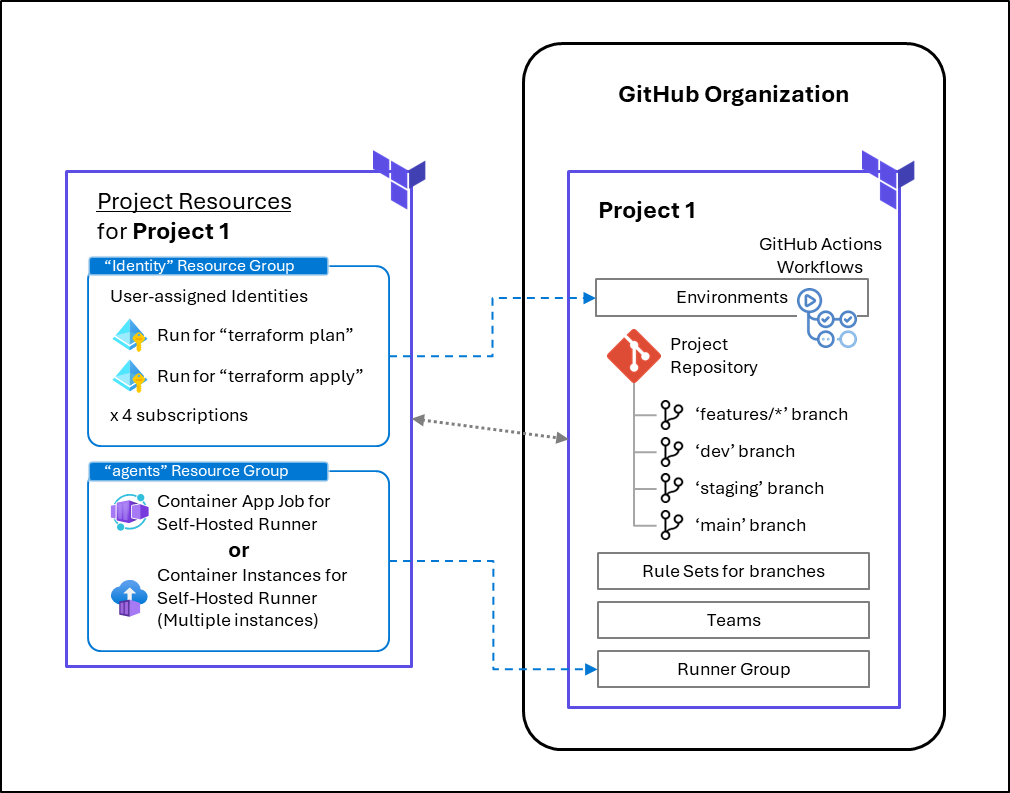 GitHub Organization
Project Resources
for Project 1
“Identity” Resource Group
User-assigned Identities
Run for “terraform plan”
Run for “terraform apply”
x 4 subscriptions
“agents” Resource Group
Container App Job for
Self-Hosted Runner
or
Container Instances for
Self-Hosted Runner
(Multiple instances)
Project 1
GitHub Actions
Workflows
Environments
Project
Repository
‘features/*’ branch
‘dev’ branch
‘staging’ branch
‘main’ branch
Rule Sets for branches
Teams
Runner Group